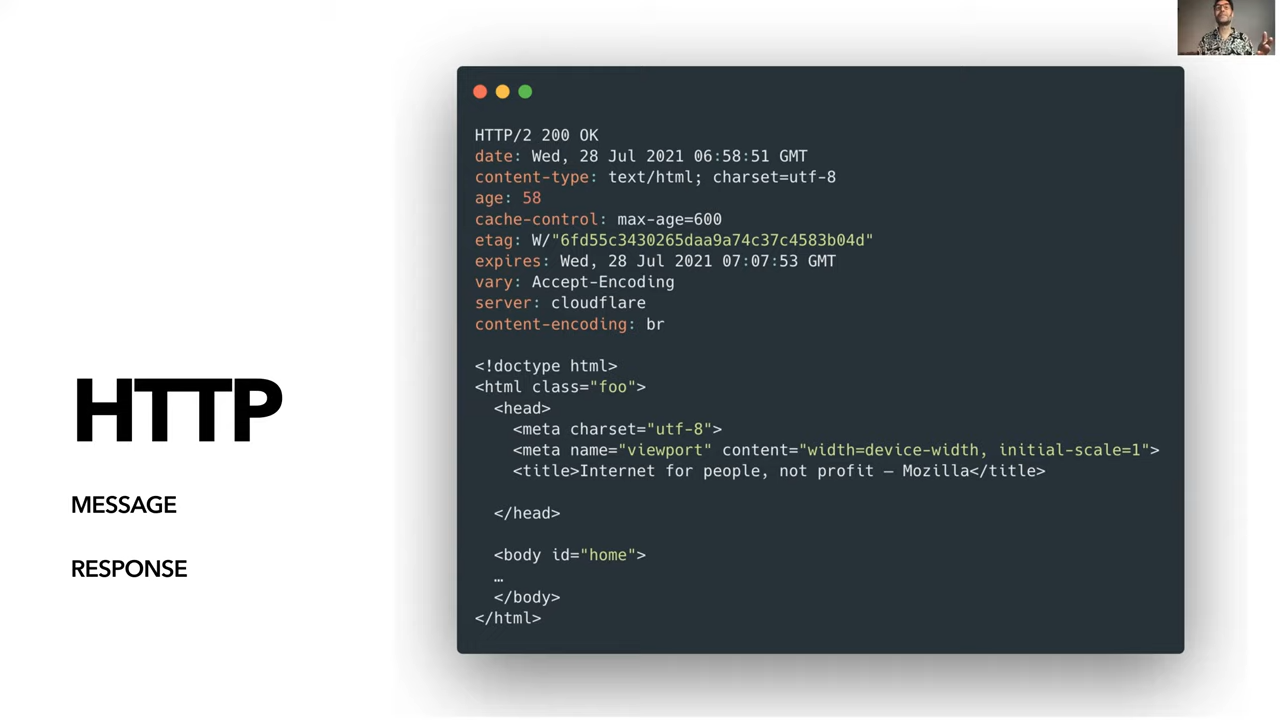 HTTP
MESSAGE
RESPONSE
HTTP/2 200 OK
date: Wed, 28 Jul 2021 06:58:51 GMT
content-type: text/html; charset=utf-8
age: 58
cache-control: max-age=600
etag: W/"6fd55c3430265daa9a74c37c4583b04d"
expires: Wed, 28 Jul 2021 07:07:53 GMT
vary: Accept-Encoding
server: cloudflare
content-encoding: br
<!doctype html>
<html class="foo">
<head>
<meta charset="utf-8">
<meta name="viewport" content="width=device-width, initial-scale=1">
<title>Internet for people, not profit — Mozilla</title>
</head>
<body id="home">
…
</body>
</html>